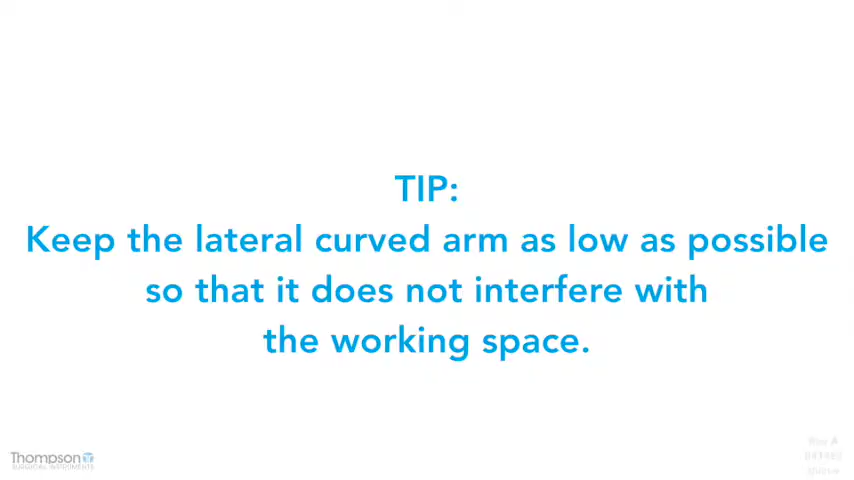 TIP:
Keep the lateral curved arm as low as possible
so that it does not interfere with
the working space.
Thompson
SURGICAL INSTRUMENTS
Rev A